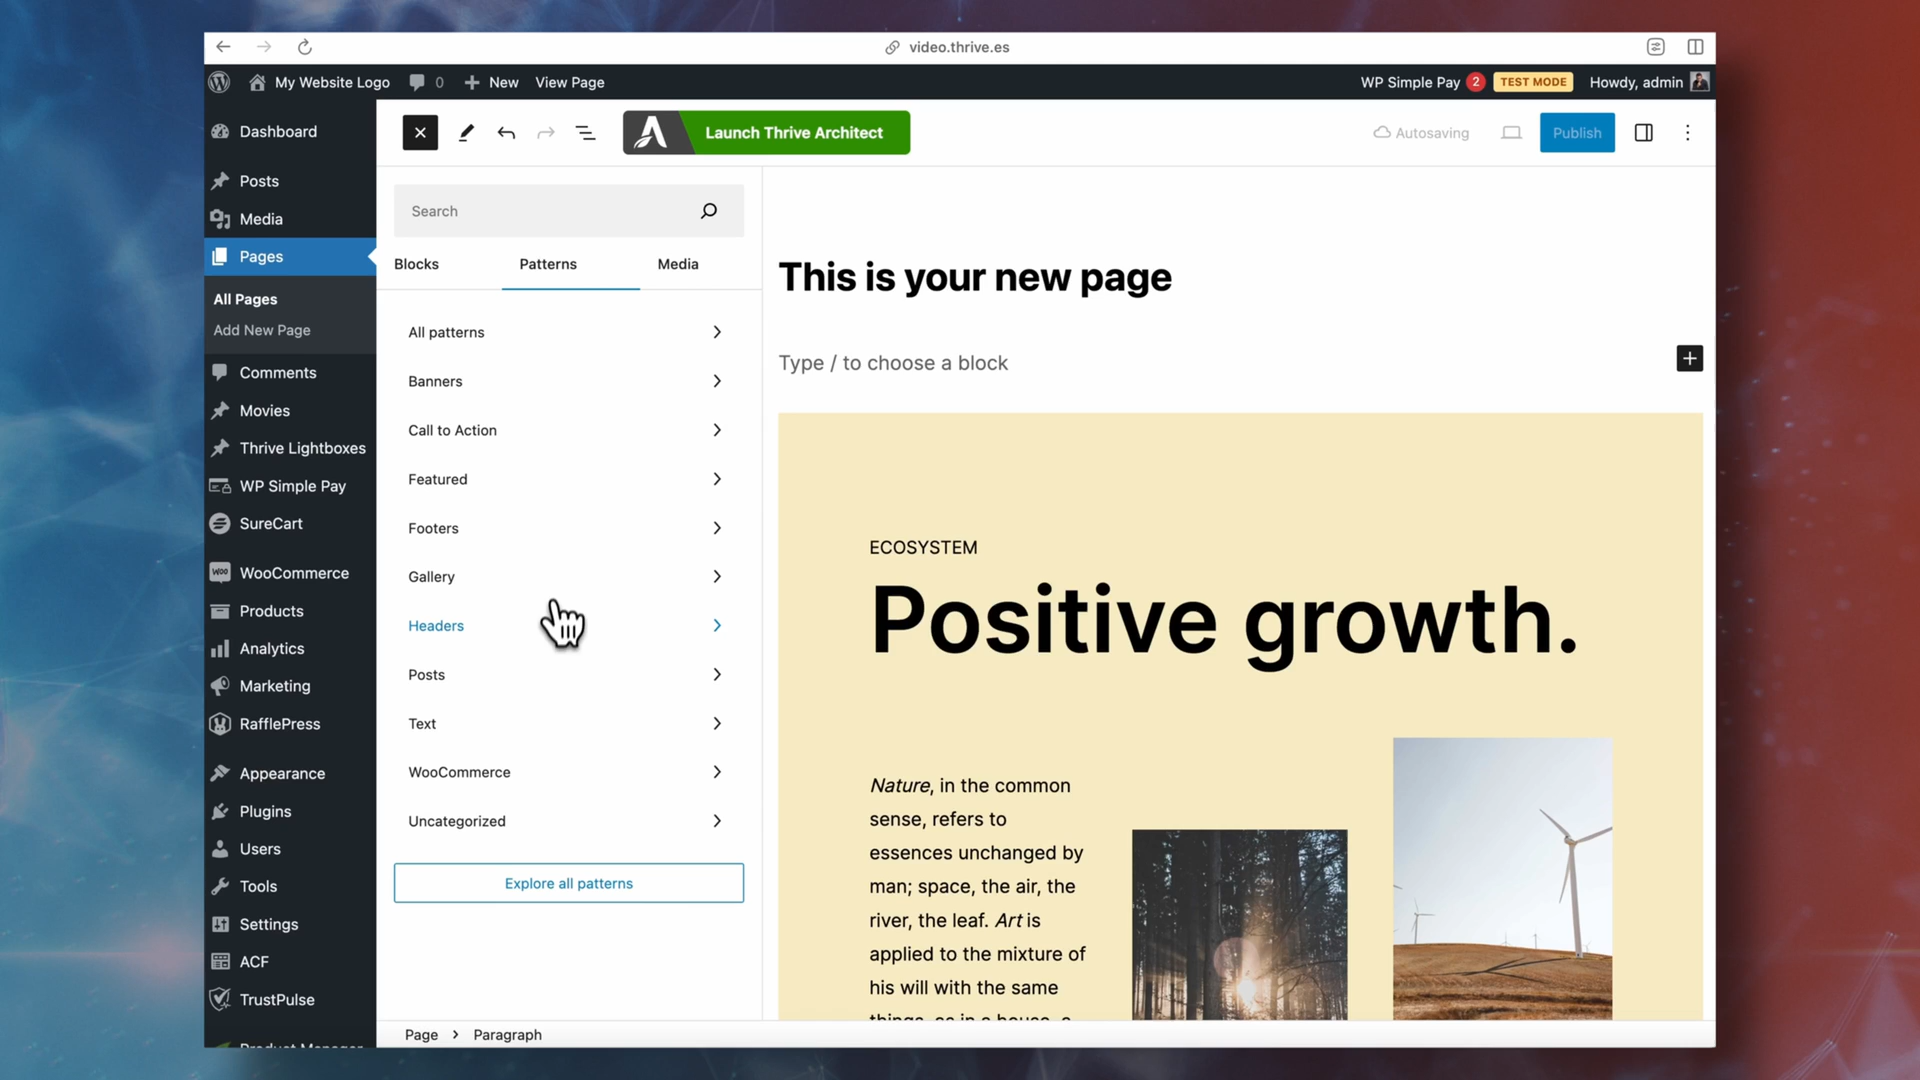 video.thrive.es
My Website Logo
0
New
View Page
WP Simple Pay
2
TEST MODE
Howdy, admin
Dashboard
Posts
Media
Pages
All Pages
Add New Page
Comments
Movies
Thrive Lightboxes
WP Simple Pay
SureCart
WooCommerce
Products
Analytics
Marketing
RafflePress
Appearance
Plugins
Users
Tools
Settings
ACF
TrustPulse
Product Manager
Launch Thrive Architect
Autosaving
Publish
Search
Blocks
Patterns
Media
All patterns
Banners
Call to Action
Featured
Footers
Gallery
Headers
Posts
Text
WooCommerce
Uncategorized
Explore all patterns
This is your new page
Type / to choose a block
ECOSYSTEM
Positive growth.
Nature, in the common
sense, refers to
essences unchanged by
man; space, the air, the
river, the leaf. Art is
applied to the mixture of
his will with the same
things, as in a house, a
Page
Paragraph